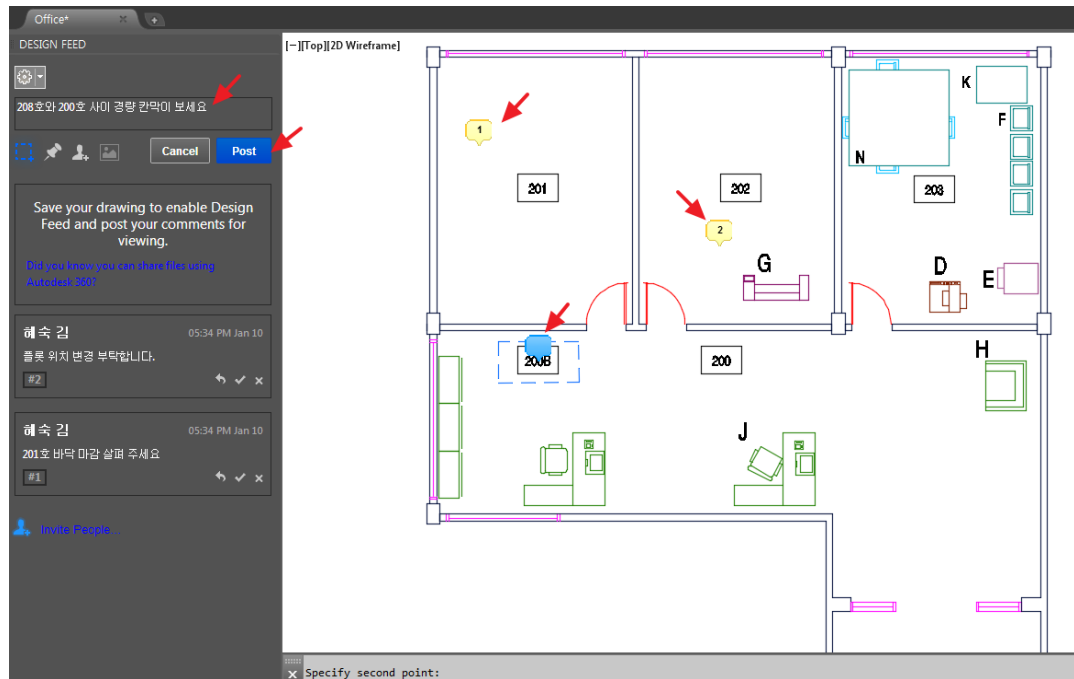 Office*
DESIGN FEED
208호와 200호 사이 경량 칸막이 보세요
Cancel
Post
Save your drawing to enable Design
Feed and post your comments for
viewing.
Did you know you can share files using
Autodesk 360?
혜숙 김
05:34 PM Jan 10
플롯 위치 변경 부탁합니다.
#2
혜숙 김
05:34 PM Jan 10
201호 바닥 마감 살펴 주세요
#1
Invite People...
[−][Top][2D Wireframe]
1
201
2
202
G
K
F
N
203
D
E
200B
200
H
J
Specify second point: